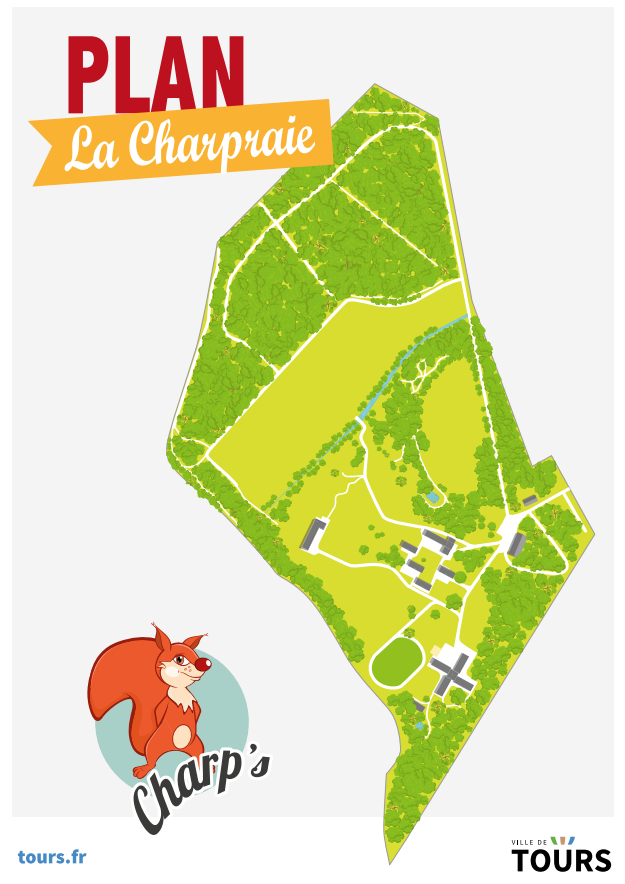 PLAN
La Charpraie
Charp's
tours.fr
VILLE DE
TOURS